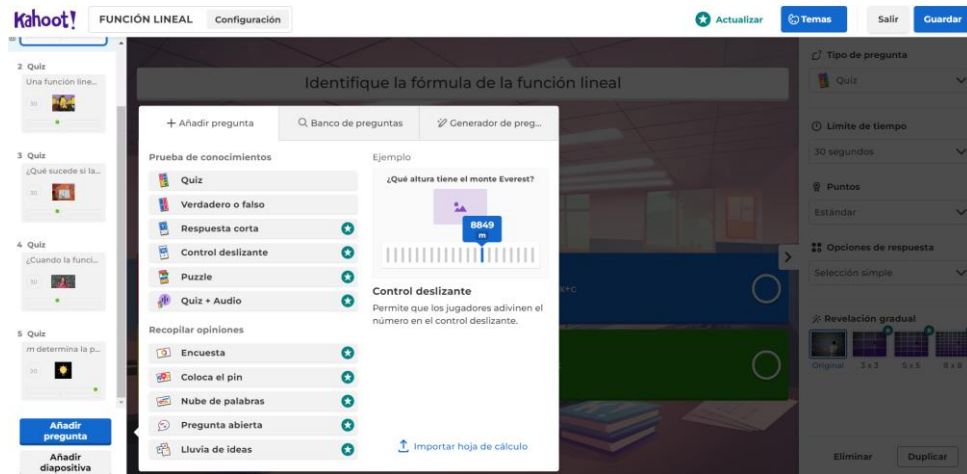 Kahoot!
FUNCIÓN LINEAL
Configuración
Actualizar
Temas
Salir
Guardar
2 Quiz
Una función line...
30
3 Quiz
¿Qué sucede si la...
30
4 Quiz
¿Cuando la funci...
30
5 Quiz
m determina la p...
30
Añadir
pregunta
Añadir
diapositiva
Identifique la fórmula de la función lineal
+ Añadir pregunta
Banco de preguntas
Generador de preg...
Prueba de conocimientos
Quiz
Verdadero o falso
Respuesta corta
Control deslizante
Puzzle
Quiz + Audio
Recopilar opiniones
Encuesta
Coloca el pin
Nube de palabras
Pregunta abierta
Lluvia de ideas
Ejemplo
¿Qué altura tiene el monte Everest?
8849
m
Control deslizante
Permite que los jugadores adivinen el
número en el control deslizante.
Importar hoja de cálculo
x+c
Tipo de pregunta
Quiz
Límite de tiempo
30 segundos
Puntos
Estándar
Opciones de respuesta
Selección simple
Revelación gradual
Original
3 x 3
5 x 5
8 x 8
Eliminar
Duplicar